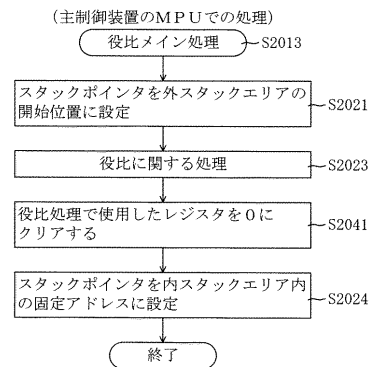 (主制御装置のMPUでの処理)
役比メイン処理
S2013
スタックポインタを外スタックエリアの
開始位置に設定
S2021
役比に関する処理
S2023
役比処理で使用したレジスタを0に
クリアする
S2041
スタックポインタを内スタックエリア内
の固定アドレスに設定
S2024
終了